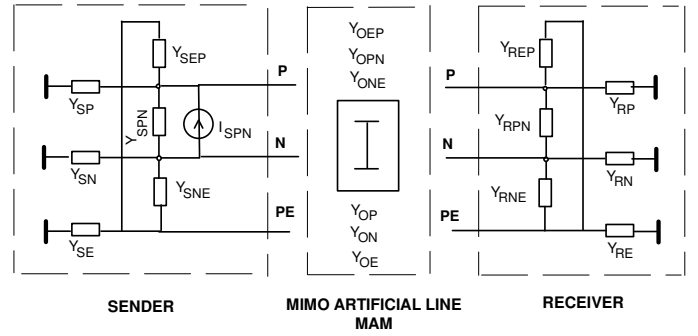 Y_SEP
P
Y_SP
Y_SPN
I_SPN
N
Y_SN
Y_SNE
PE
Y_SE
SENDER
Y_OEP
Y_OPN
Y_ONE
Y_OP
Y_ON
Y_OE
MIMO ARTIFICIAL LINE
MAM
Y_REP
P
Y_RP
Y_RPN
N
Y_RN
Y_RNE
PE
Y_RE
RECEIVER